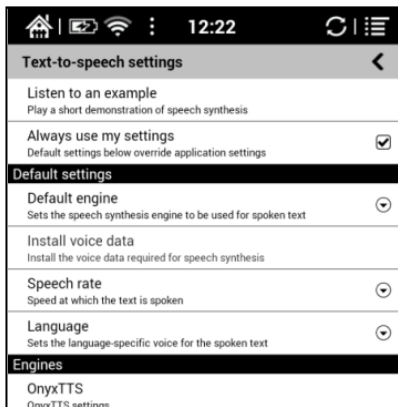 12:22
Text-to-speech settings
Listen to an example
Play a short demonstration of speech synthesis
Always use my settings
Default settings below override application settings
Default settings
Default engine
Sets the speech synthesis engine to be used for spoken text
Install voice data
Install the voice data required for speech synthesis
Speech rate
Speed at which the text is spoken
Language
Sets the language-specific voice for the spoken text
Engines
OnyxTTS
OnyxTTS settings